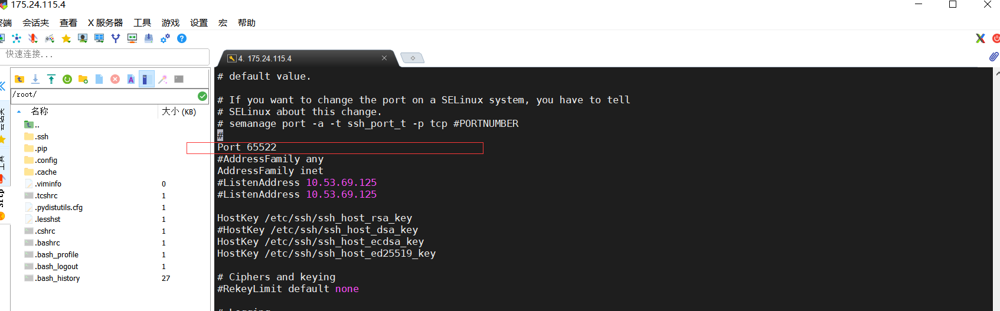 175.24.115.4
终端 会话夹 查看 X 服务器 工具 游戏 设置 宏 帮助
快速连接...
4. 175.24.115.4
/root/
名称 大小 (KB)
..
.ssh
.pip
.config
.cache
.viminfo 0
.tcshrc 1
.pydistutils.cfg 1
.lesshst 1
.cshrc 1
.bashrc 1
.bash_profile 1
.bash_logout 1
.bash_history 27
工具
# default value.
# If you want to change the port on a SELinux system, you have to tell
# SELinux about this change.
# semanage port -a -t ssh_port_t -p tcp #PORTNUMBER
#
Port 65522
#AddressFamily any
AddressFamily inet
#ListenAddress 10.53.69.125
#ListenAddress 10.53.69.125
HostKey /etc/ssh/ssh_host_rsa_key
#HostKey /etc/ssh/ssh_host_dsa_key
HostKey /etc/ssh/ssh_host_ecdsa_key
HostKey /etc/ssh/ssh_host_ed25519_key
# Ciphers and keying
#RekeyLimit default none
# Logging